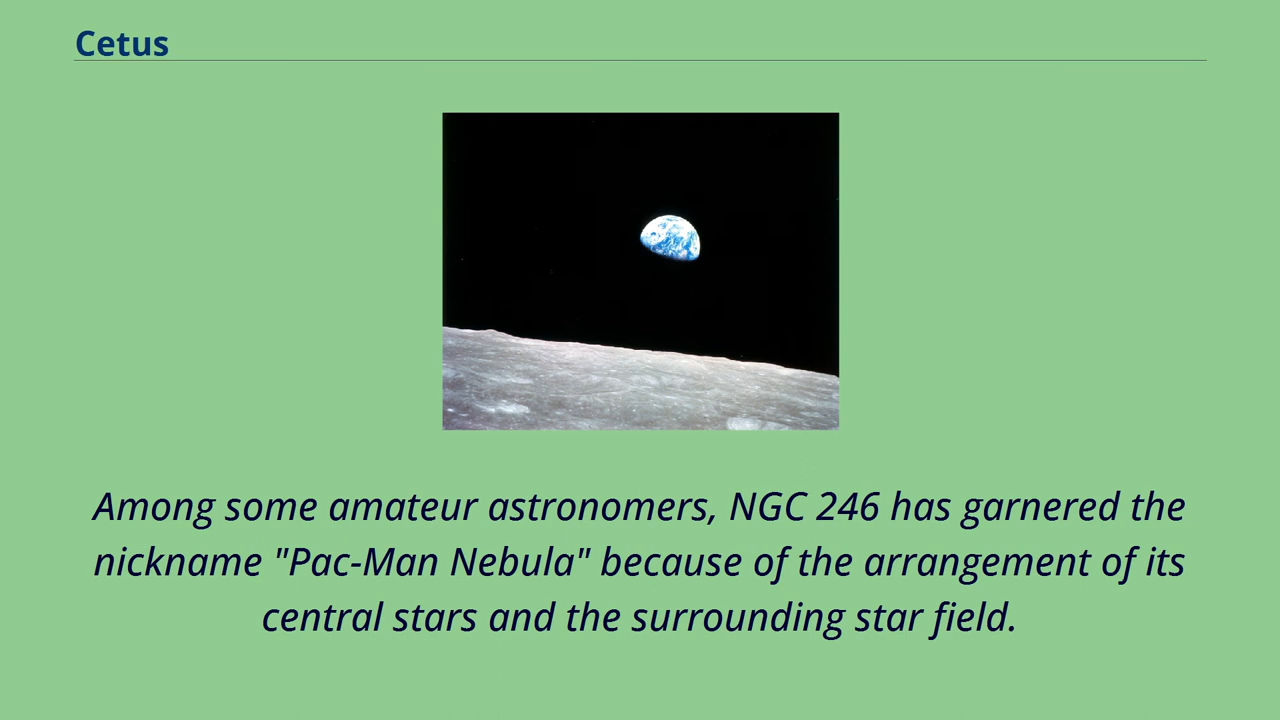 Cetus
Among some amateur astronomers, NGC 246 has garnered the
nickname "Pac-Man Nebula" because of the arrangement of its
central stars and the surrounding star field.